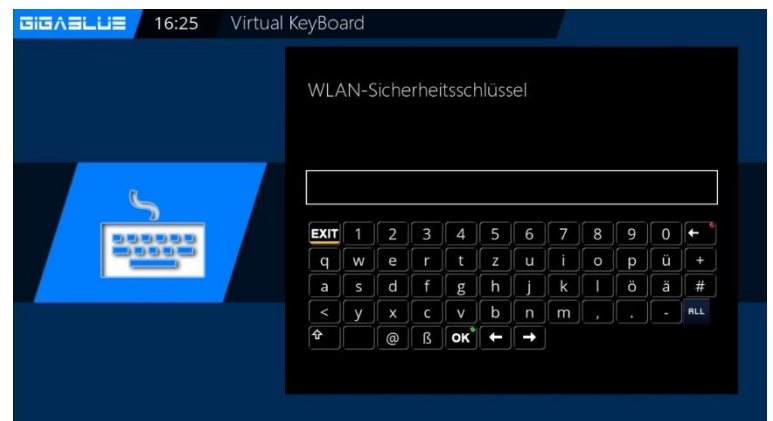 GIGABLUE 16:25 Virtual KeyBoard
WLAN-Sicherheitsschlüssel
EXIT 1 2 3 4 5 6 7 8 9 0 ←
q w e r t z u i o p ü +
a s d f g h j k l ö ä #
< y x c v b n m , . - ALL
⇧ @ ß OK ← →